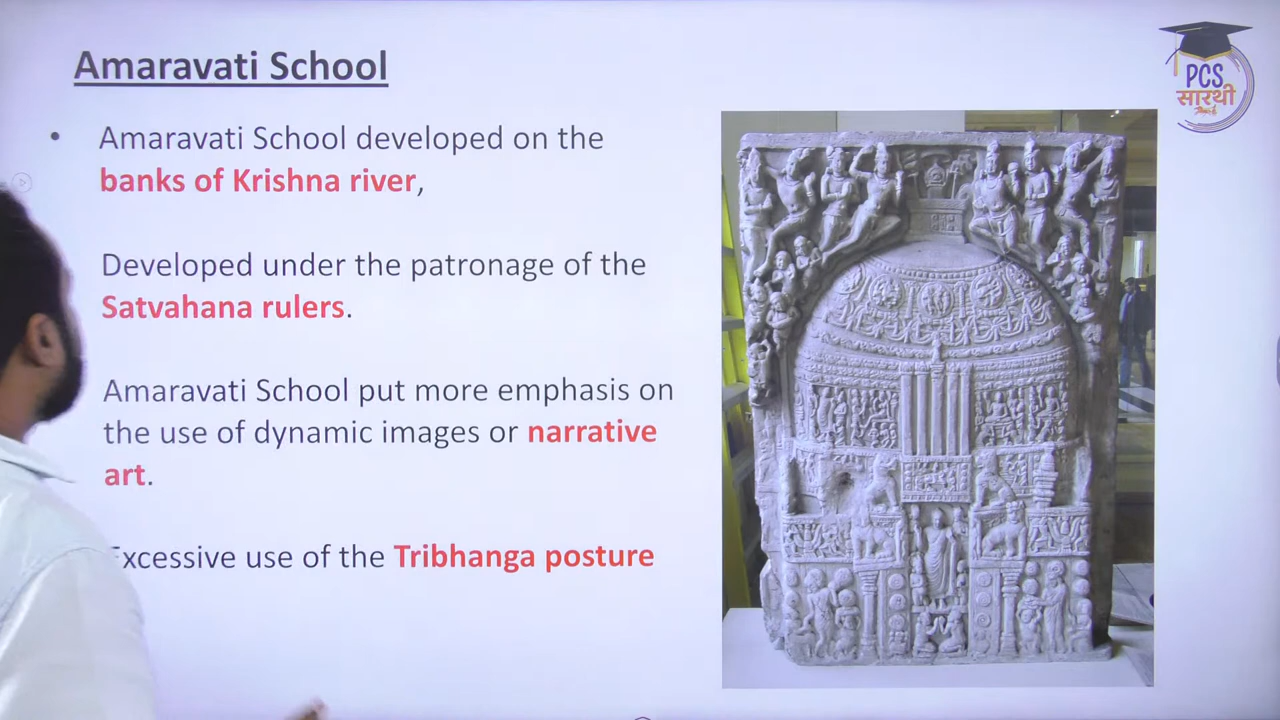 Amaravati School
PCS
सारथी
• Amaravati School developed on the
banks of Krishna river,
Developed under the patronage of the
Satvahana rulers.
Amaravati School put more emphasis on
the use of dynamic images or narrative
art.
Excessive use of the Tribhanga posture